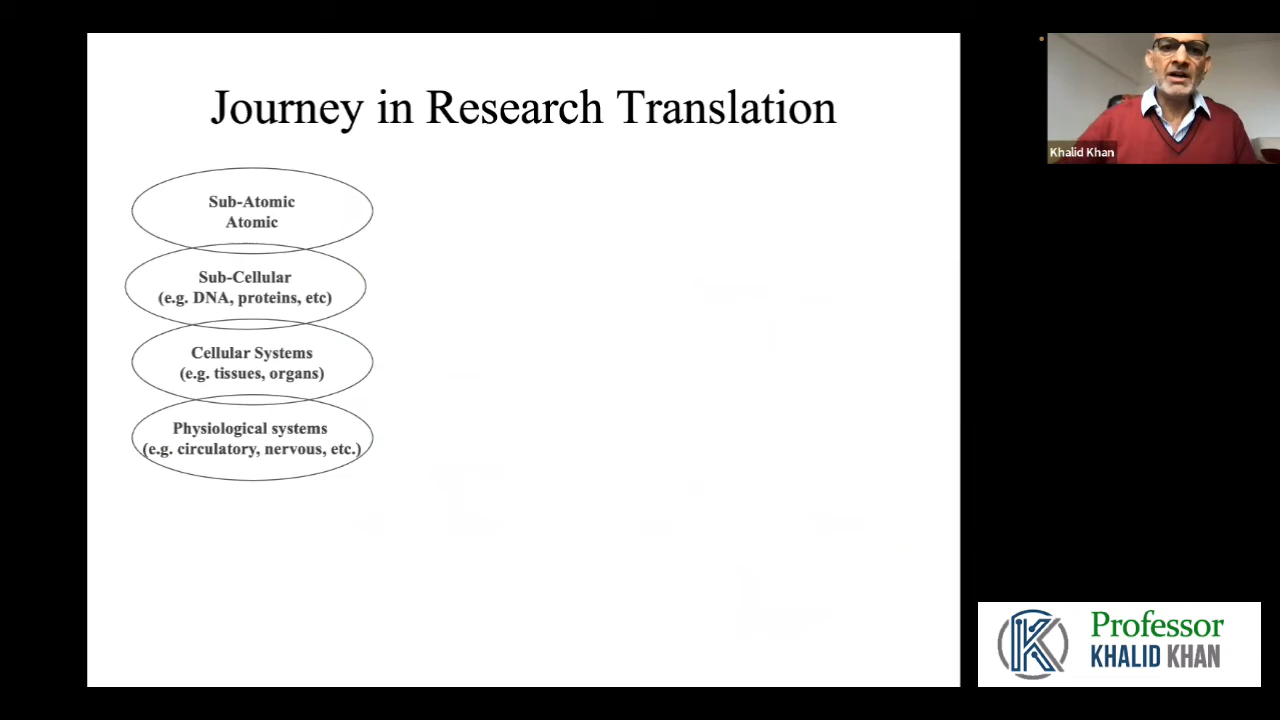 Journey in Research Translation
Sub-Atomic
Atomic
Sub-Cellular
(e.g. DNA, proteins, etc)
Cellular Systems
(e.g. tissues, organs)
Physiological systems
(e.g. circulatory, nervous, etc.)
Khalid Khan
Professor
KHALID KHAN